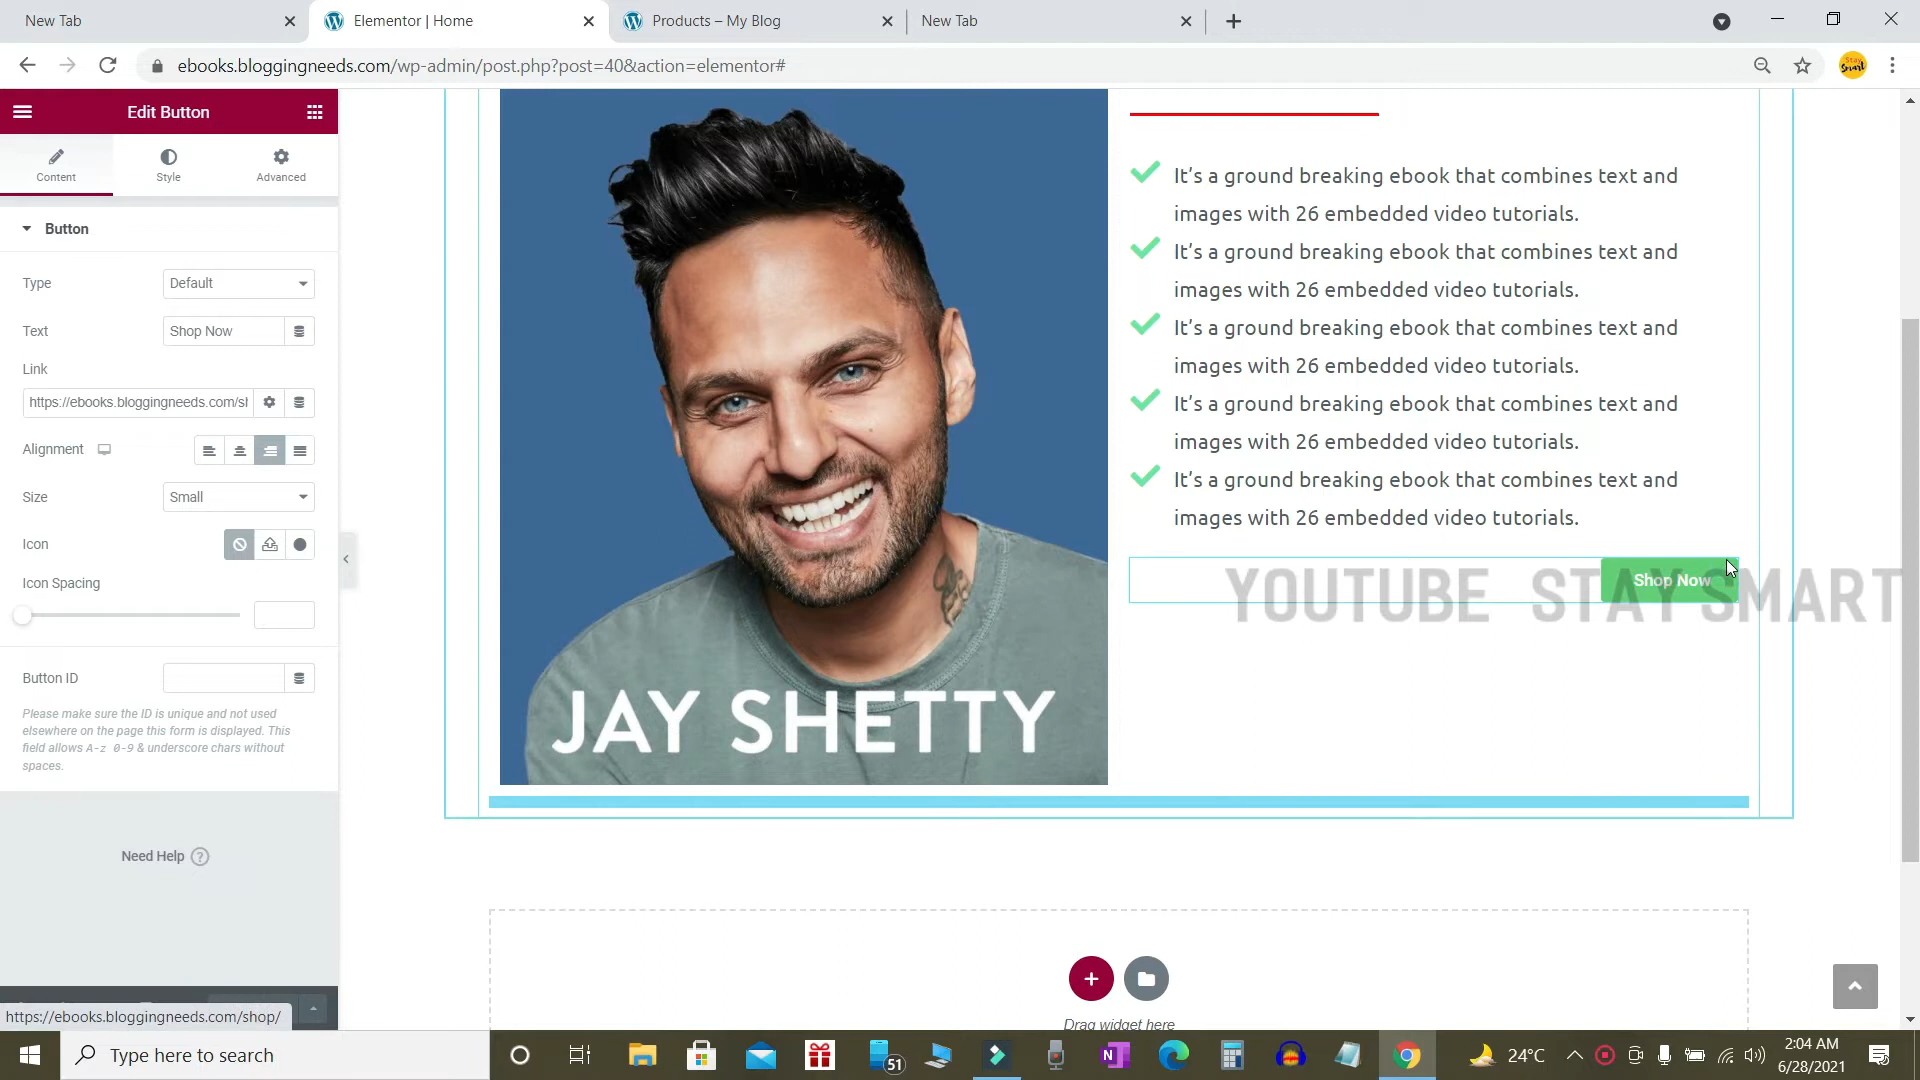 New Tab
Elementor | Home
Products – My Blog
New Tab
ebooks.bloggingneeds.com/wp-admin/post.php?post=40&action=elementor#
Stay
Smart
Edit Button
Content
Style
Advanced
Button
Type
Default
Text
Shop Now
Link
https://ebooks.bloggingneeds.com/sl
Alignment
Size
Small
Icon
Icon Spacing
Button ID
Please make sure the ID is unique and not used
elsewhere on the page this form is displayed. This
field allows A-z 0-9 & underscore chars without
spaces.
Need Help ?
https://ebooks.bloggingneeds.com/shop/
It's a ground breaking ebook that combines text and
images with 26 embedded video tutorials.
It's a ground breaking ebook that combines text and
images with 26 embedded video tutorials.
It's a ground breaking ebook that combines text and
images with 26 embedded video tutorials.
It's a ground breaking ebook that combines text and
images with 26 embedded video tutorials.
It's a ground breaking ebook that combines text and
images with 26 embedded video tutorials.
Shop Now
YOUTUBE STAY SMART
JAY SHETTY
Drag widget here
Type here to search
51
N
24°C
2:04 AM
6/28/2021